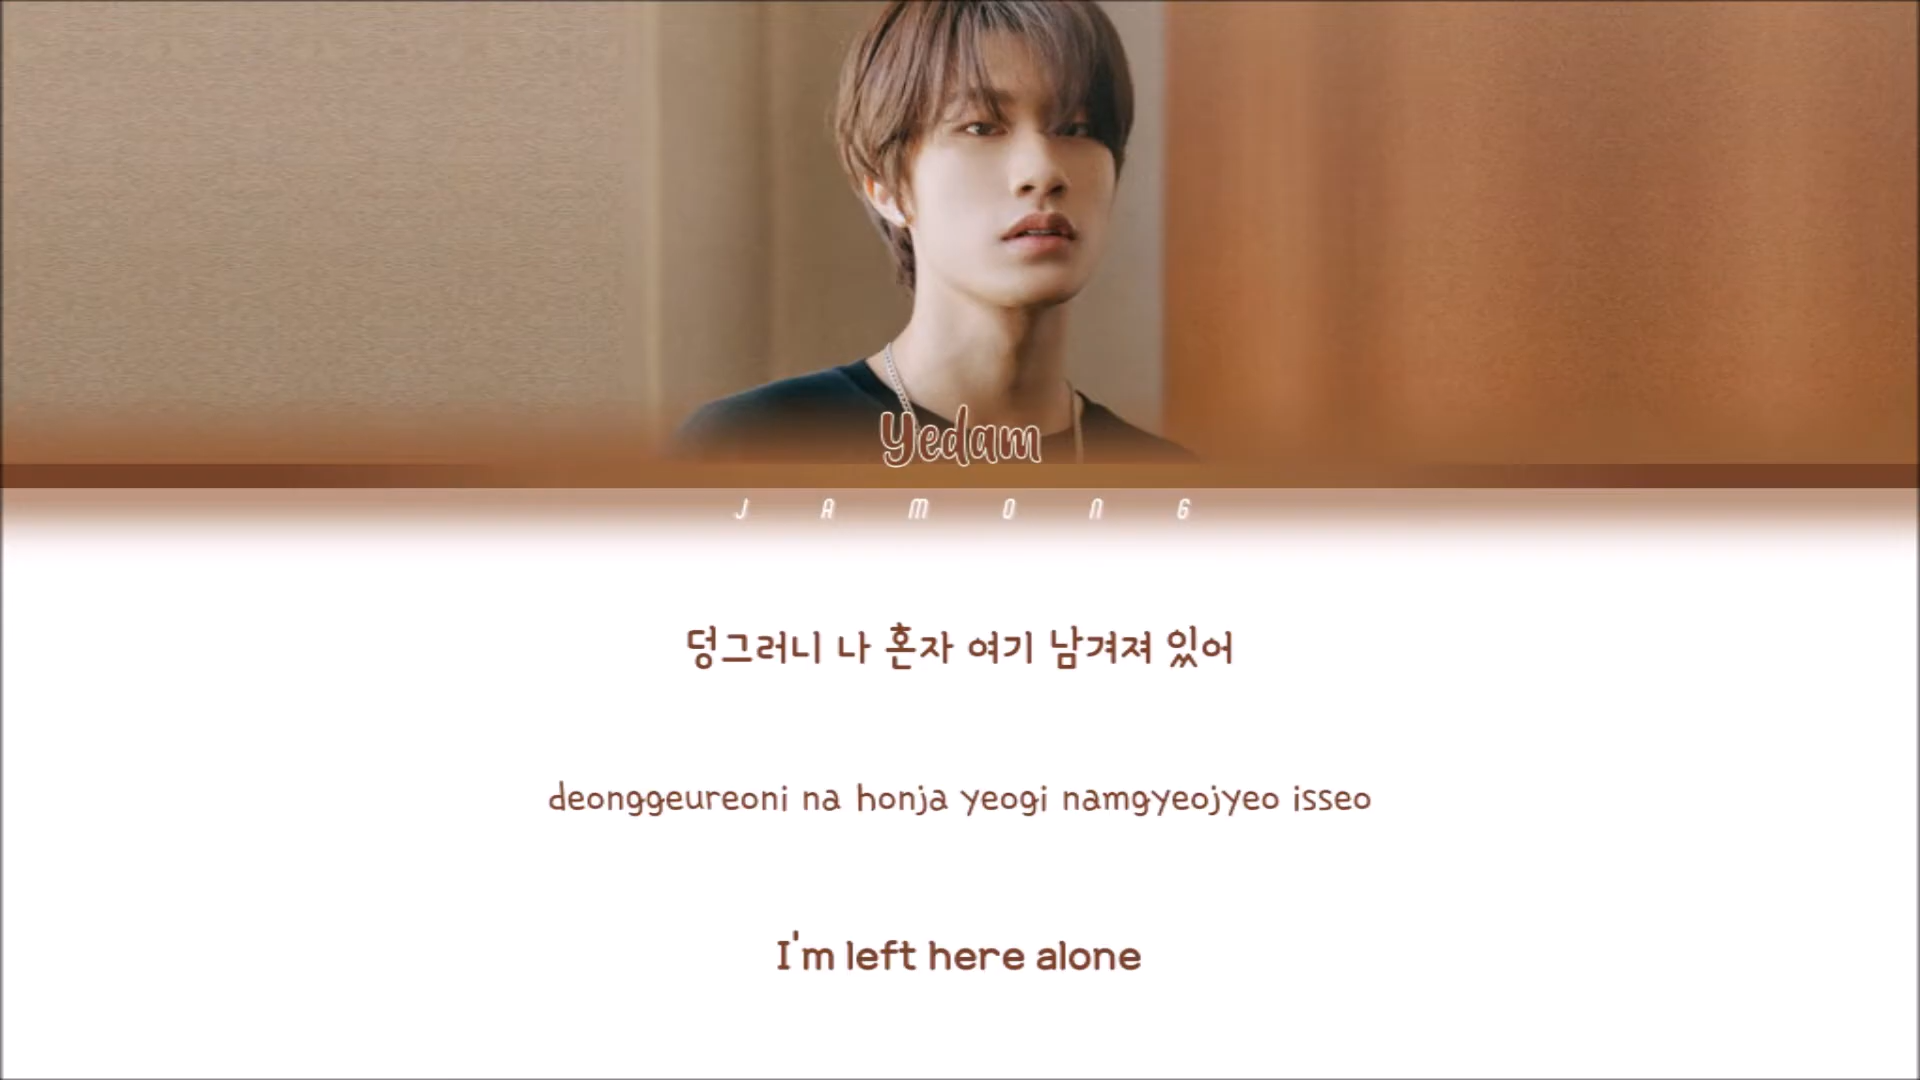 Yedam
JAMONG
덩그러니 나 혼자 여기 남겨져 있어
deonggeureoni na honja yeogi namgyeojyeo isseo
I'm left here alone